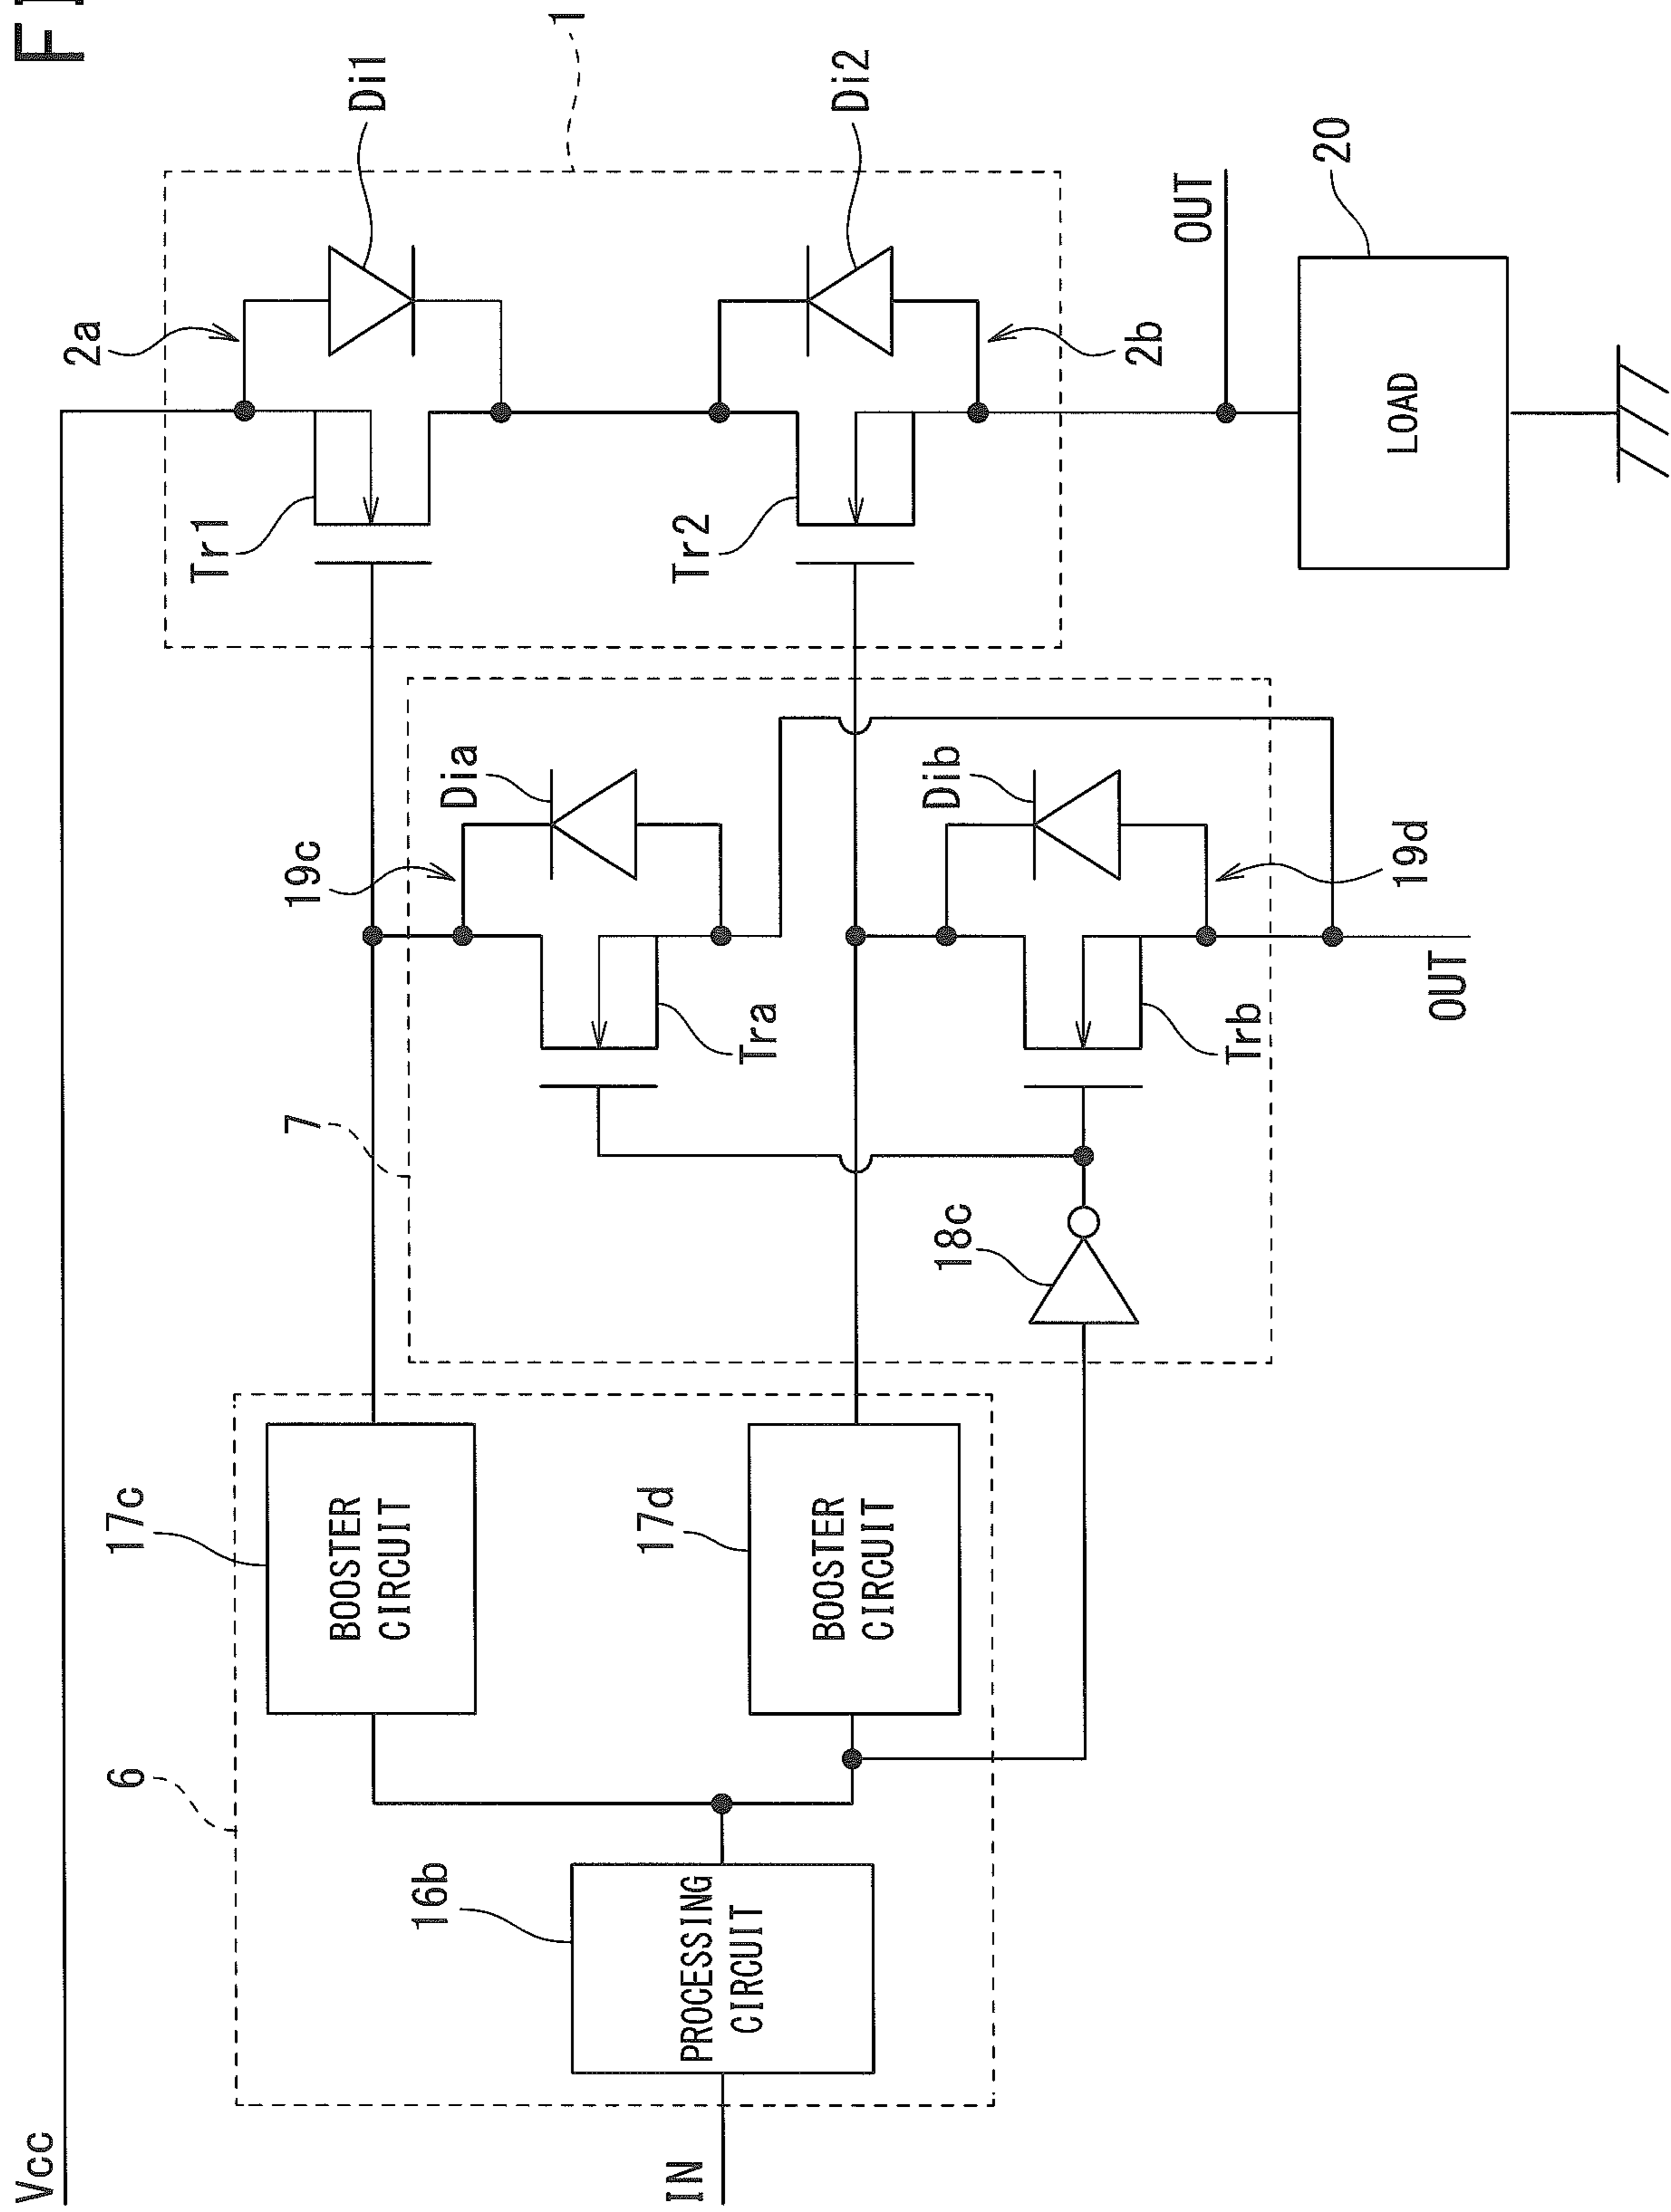 F
Vcc
2a
6
17c
Tr1
7
19c
BOOSTER
CIRCUIT
Di1
16b
Dia
1
17d
IN
PROCESSING
CIRCUIT
Tr2
Tra
BOOSTER
CIRCUIT
Di2
18c
Dib
2b
OUT
Trb
20
LOAD
19d
OUT